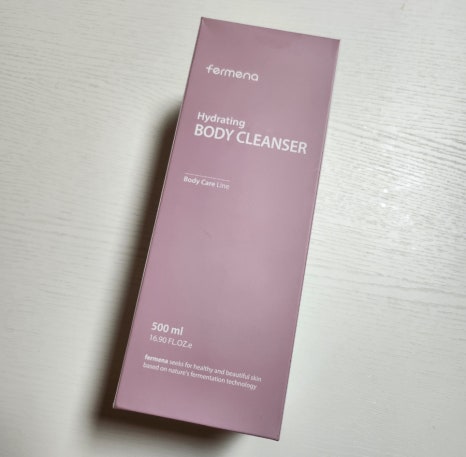 fermena
Hydrating
BODY CLEANSER
Body Care Line
500 ml
16.90 FL.OZ.e
fermena seeks for healthy and beautiful skin
based on nature's fermentation technology